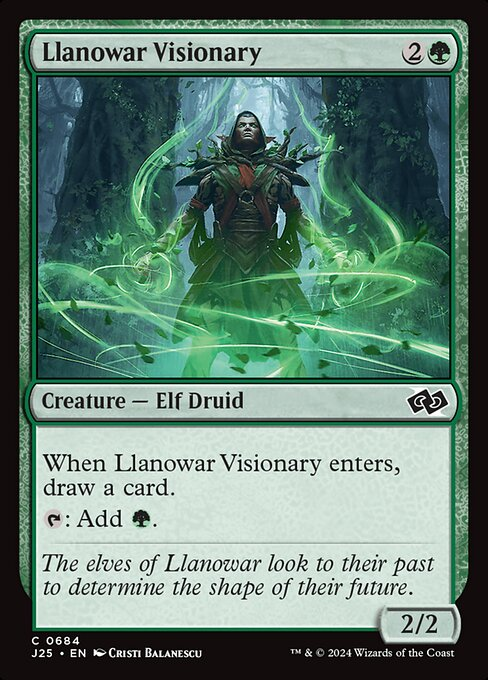 Llanowar Visionary 2
Creature — Elf Druid
When Llanowar Visionary enters,
draw a card.
: Add .
The elves of Llanowar look to their past
to determine the shape of their future.
2/2
C 0684
J25 • EN Cristi Balanescu
™ & © 2024 Wizards of the Coast